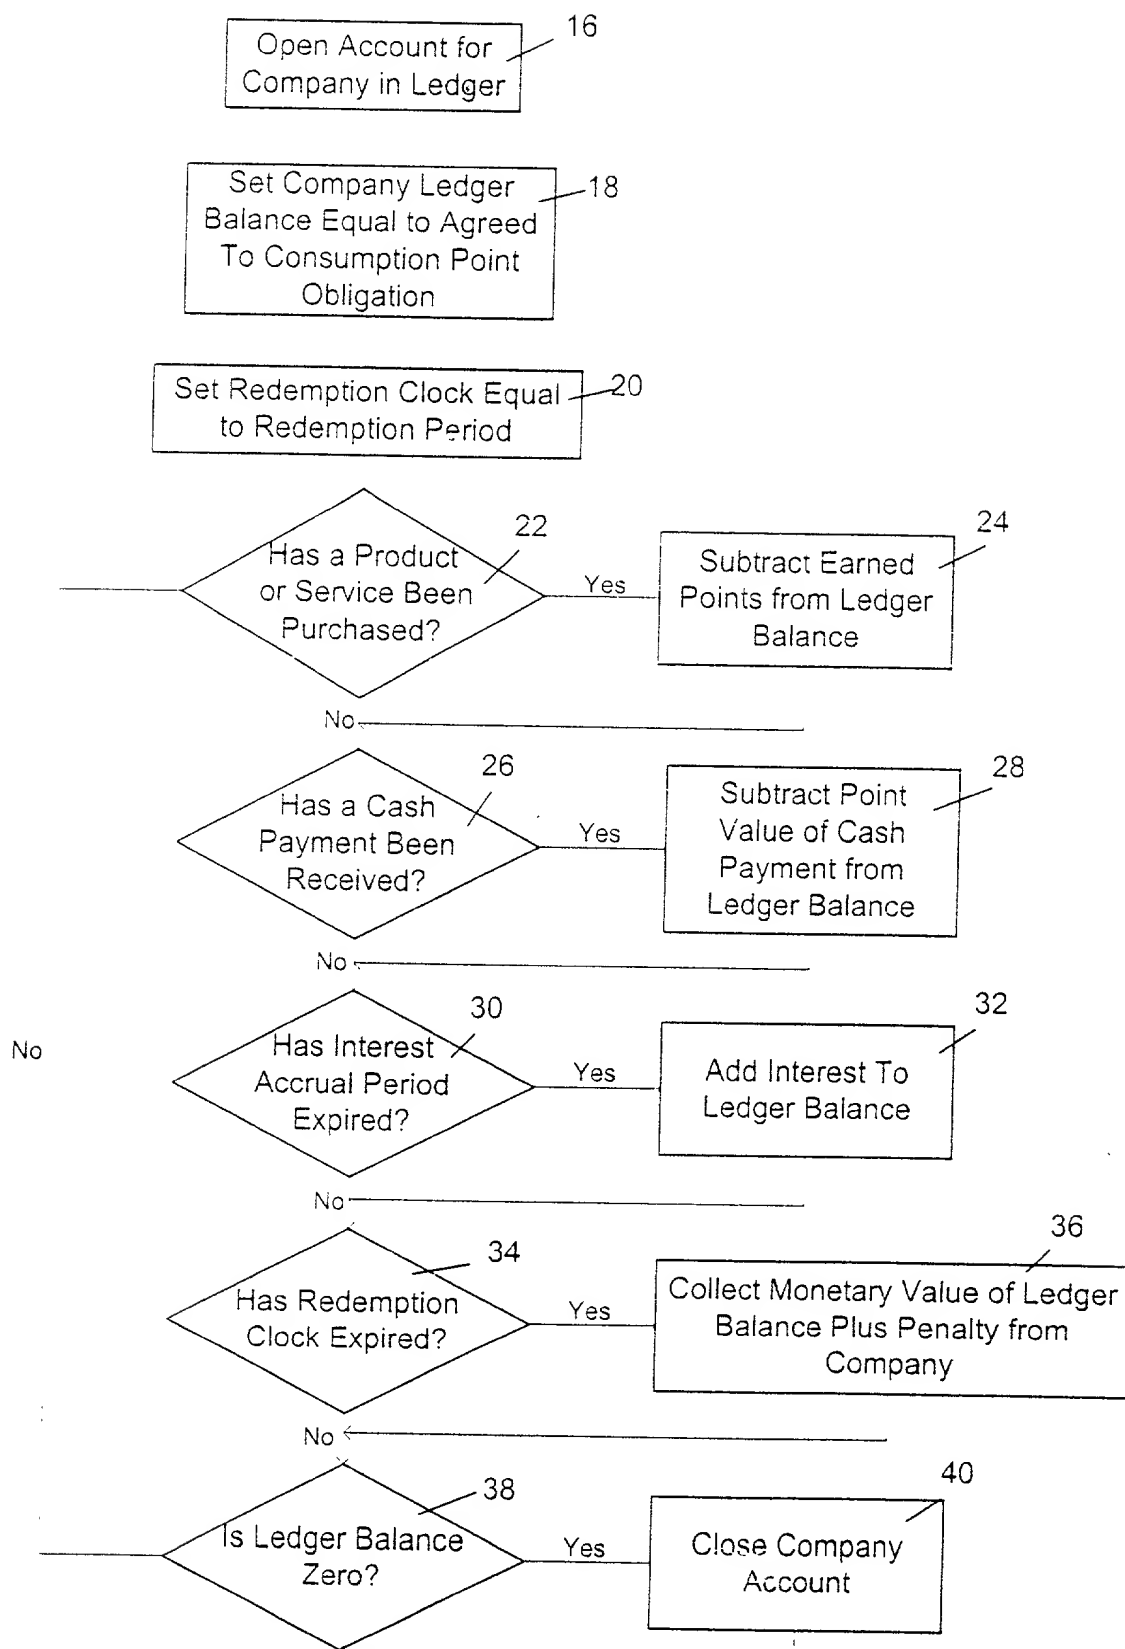 16
Open Account for
Company in Ledger
18
Set Company Ledger
Balance Equal to Agreed
To Consumption Point
Obligation
20
Set Redemption Clock Equal
to Redemption Period
22
Has a Product
or Service Been
Purchased?
Yes
24
Subtract Earned
Points from Ledger
Balance
No
26
Has a Cash
Payment Been
Received?
Yes
28
Subtract Point
Value of Cash
Payment from
Ledger Balance
No
30
Has Interest
Accrual Period
Expired?
Yes
32
Add Interest To
Ledger Balance
No
No
34
Has Redemption
Clock Expired?
Yes
36
Collect Monetary Value of Ledger
Balance Plus Penalty from
Company
No
38
Is Ledger Balance
Zero?
Yes
40
Close Company
Account